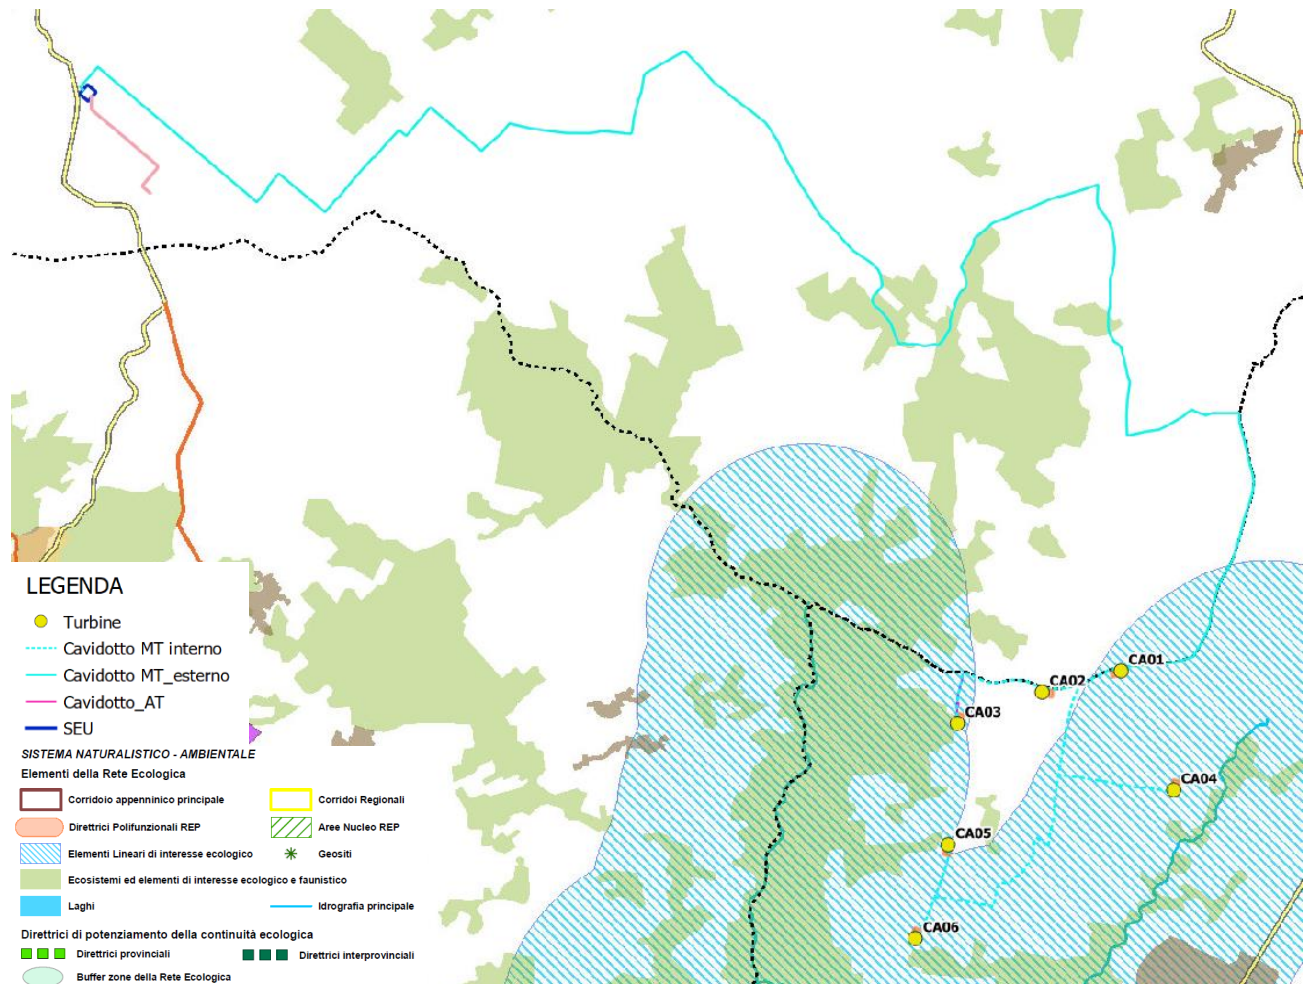 CA01
CA02
CA03
CA04
CA05
CA06
LEGENDA
Turbine
Cavidotto MT interno
Cavidotto MT_esterno
Cavidotto_AT
SEU
SISTEMA NATURALISTICO - AMBIENTALE
Elementi della Rete Ecologica
Corridoio appenninico principale
Corridoi Regionali
Direttrici Polifunzionali REP
Aree Nucleo REP
Elementi Lineari di interesse ecologico
Geositi
Ecosistemi ed elementi di interesse ecologico e faunistico
Laghi
Idrografia principale
Direttrici di potenziamento della continuità ecologica
Direttrici provinciali
Direttrici interprovinciali
Buffer zone della Rete Ecologica